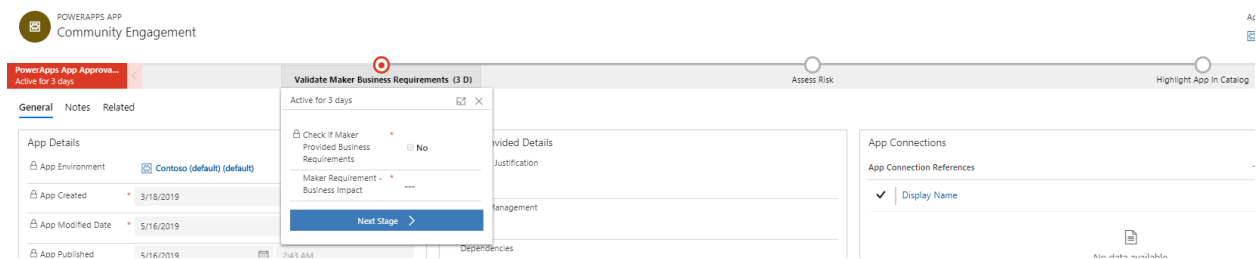 POWERAPPS APP
Community Engagement
PowerApps App Approva...
Active for 3 days
Validate Maker Business Requirements (3 D)
Assess Risk
Highlight App In Catalog
General Notes Related
Active for 3 days
Check if Maker Provided Business Requirements * No
Maker Requirement - Business Impact * ---
Next Stage
App Details
App Environment Contoso (default) (default)
App Created * 3/18/2019
App Modified Date * 5/16/2019
App Published 5/16/2019 2:43 AM
Details
Justification
Management
Dependencies
App Connections
App Connection References
Display Name
No data available